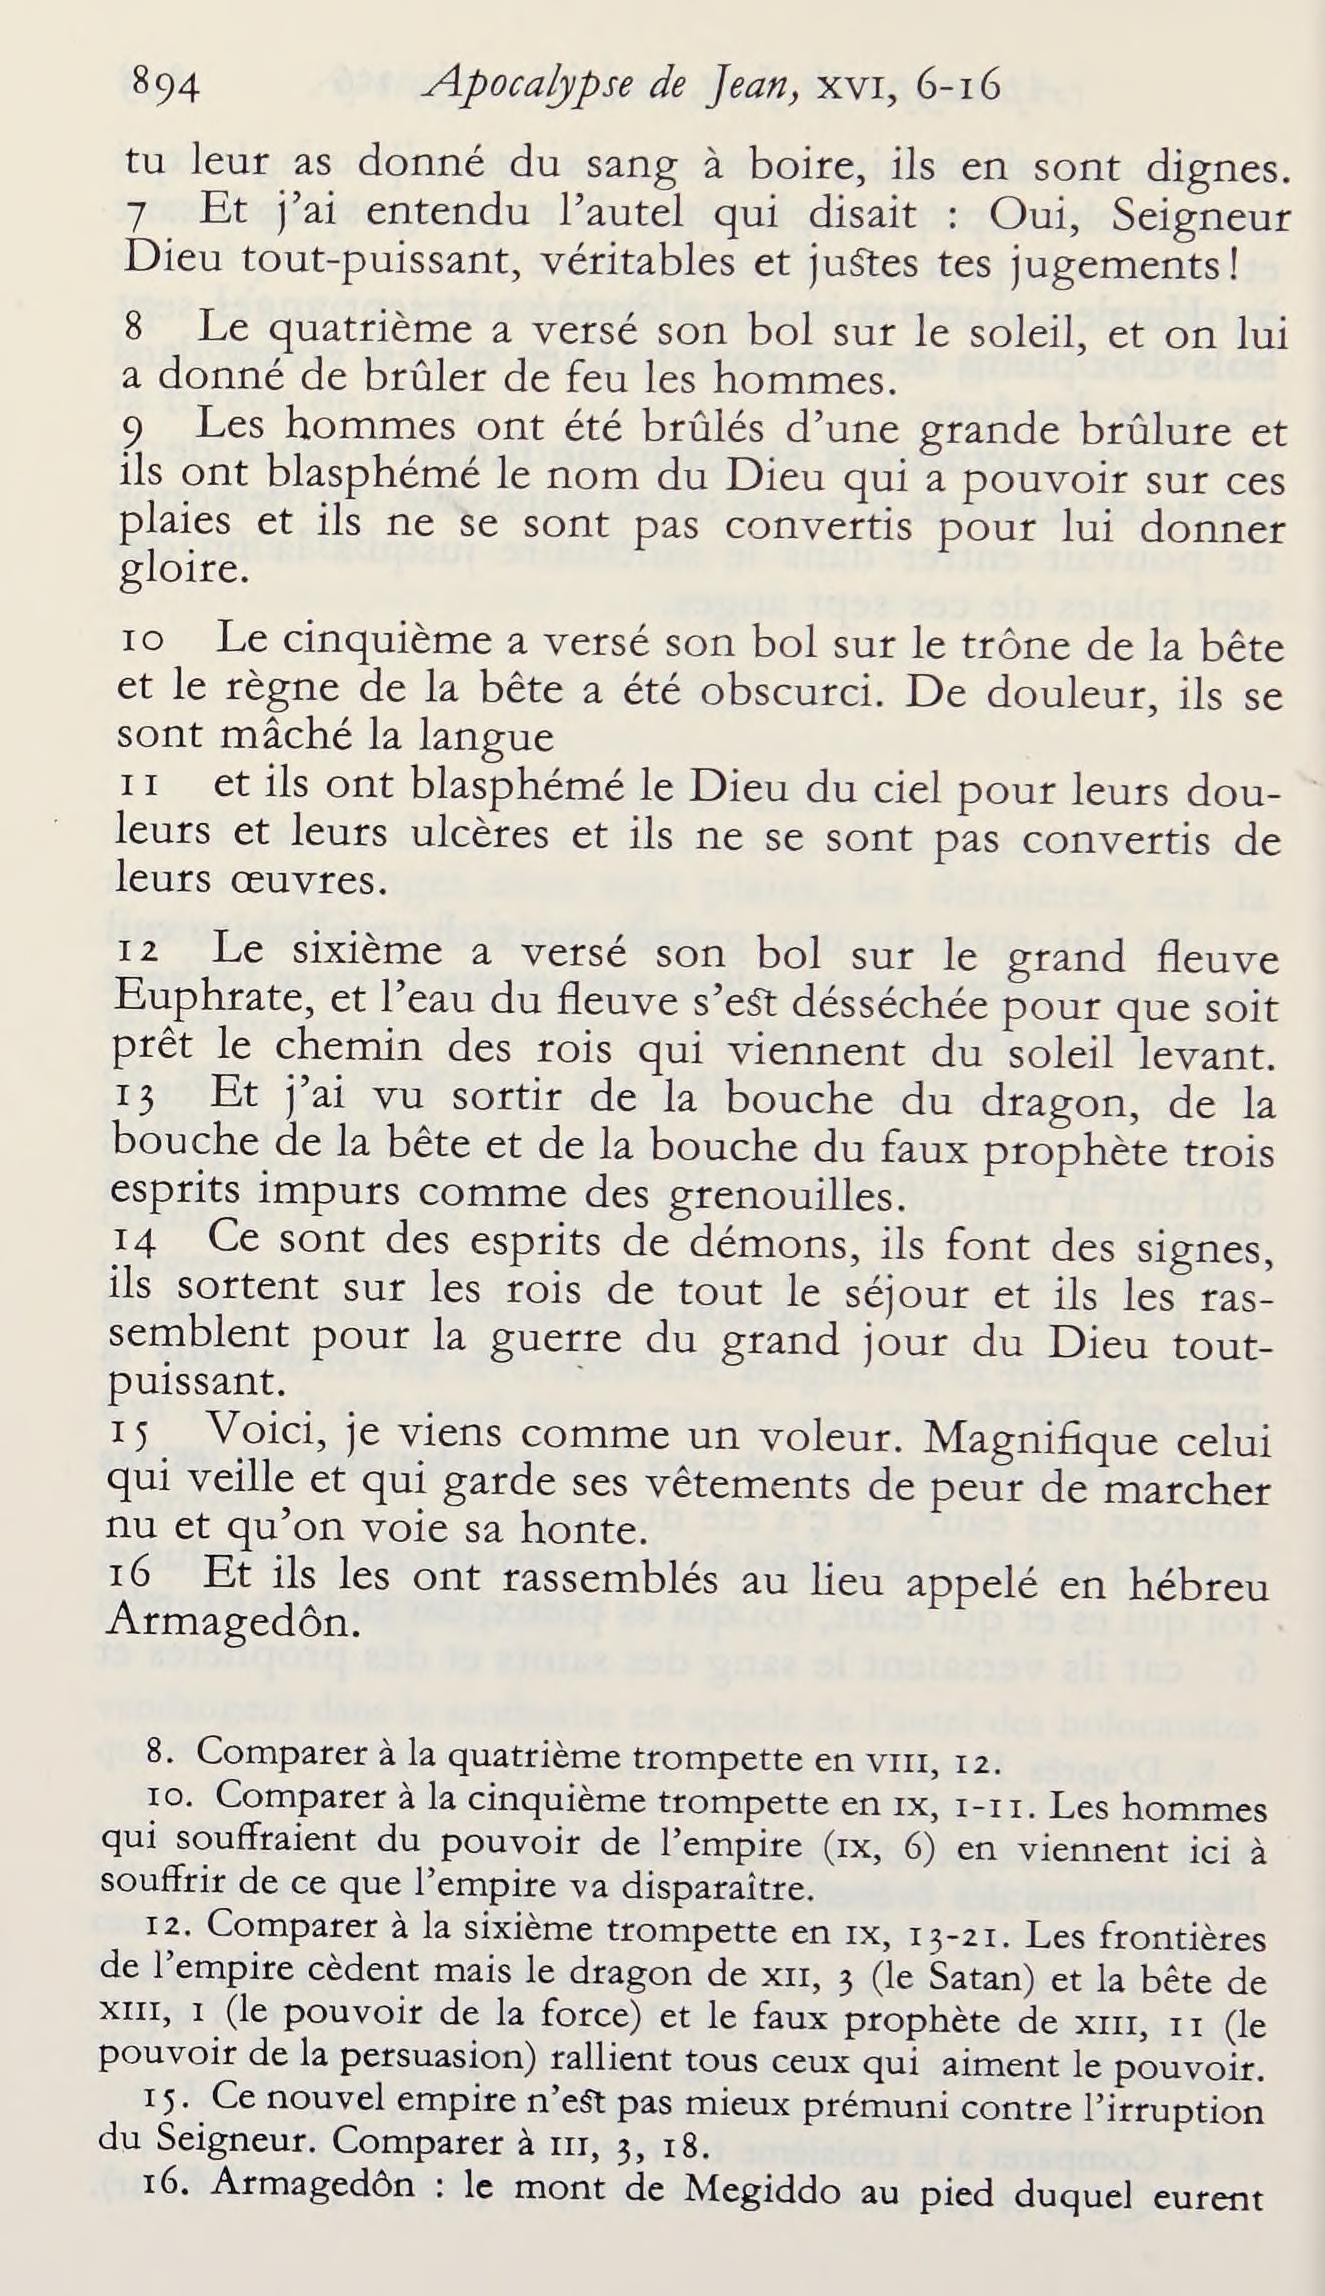 894 Apocalypse de Jean, XVI, 6-16
tu leur as donné du sang à boire, ils en sont dignes.
7 Et j’ai entendu l’autel qui disait : Oui, Seigneur
Dieu tout-puissant, véritables et justes tes jugements !
8 Le quatrième a versé son bol sur le soleil, et on lui
a donné de brûler de feu les hommes.
9 Les hommes ont été brûlés d’une grande brûlure et
ils ont blasphémé le nom du Dieu qui a pouvoir sur ces
plaies et ils ne se sont pas convertis pour lui donner
gloire.
10 Le cinquième a versé son bol sur le trône de la bête
et le règne de la bête a été obscurci. De douleur, ils se
sont mâché la langue
11 et ils ont blasphémé le Dieu du ciel pour leurs dou-
leurs et leurs ulcères et ils ne se sont pas convertis de
leurs œuvres.
12 Le sixième a versé son bol sur le grand fleuve
Euphrate, et l’eau du fleuve s’est désséchée pour que soit
prêt le chemin des rois qui viennent du soleil levant.
13 Et j’ai vu sortir de la bouche du dragon, de la
bouche de la bête et de la bouche du faux prophète trois
esprits impurs comme des grenouilles.
14 Ce sont des esprits de démons, ils font des signes,
ils sortent sur les rois de tout le séjour et ils les ras-
semblent pour la guerre du grand jour du Dieu tout-
puissant.
15 Voici, je viens comme un voleur. Magnifique celui
qui veille et qui garde ses vêtements de peur de marcher
nu et qu’on voie sa honte.
16 Et ils les ont rassemblés au lieu appelé en hébreu
Armagedôn.
8. Comparer à la quatrième trompette en VIII, 12.
10. Comparer à la cinquième trompette en IX, 1-11. Les hommes
qui souffraient du pouvoir de l’empire (IX, 6) en viennent ici à
souffrir de ce que l’empire va disparaître.
12. Comparer à la sixième trompette en IX, 13-21. Les frontières
de l’empire cèdent mais le dragon de XII, 3 (le Satan) et la bête de
XIII, 1 (le pouvoir de la force) et le faux prophète de XIII, 11 (le
pouvoir de la persuasion) rallient tous ceux qui aiment le pouvoir.
15. Ce nouvel empire n’est pas mieux prémuni contre l’irruption
du Seigneur. Comparer à III, 3, 18.
16. Armagedôn : le mont de Megiddo au pied duquel eurent